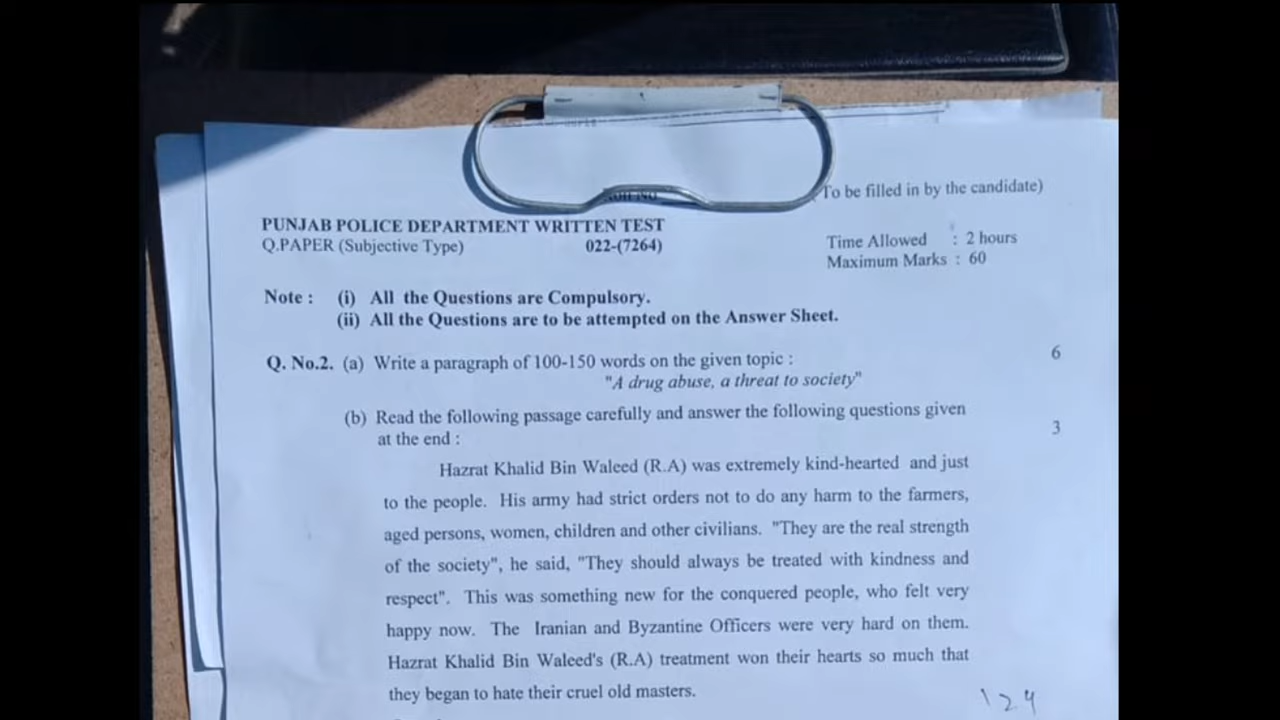 To be filled in by the candidate)
PUNJAB POLICE DEPARTMENT WRITTEN TEST
Q.PAPER (Subjective Type) 022-(7264)
Time Allowed : 2 hours
Maximum Marks : 60
Note : (i) All the Questions are Compulsory.
(ii) All the Questions are to be attempted on the Answer Sheet.
Q. No.2. (a) Write a paragraph of 100-150 words on the given topic : 6
"A drug abuse, a threat to society"
(b) Read the following passage carefully and answer the following questions given
at the end : 3
Hazrat Khalid Bin Waleed (R.A) was extremely kind-hearted and just
to the people. His army had strict orders not to do any harm to the farmers,
aged persons, women, children and other civilians. "They are the real strength
of the society", he said, "They should always be treated with kindness and
respect". This was something new for the conquered people, who felt very
happy now. The Iranian and Byzantine Officers were very hard on them.
Hazrat Khalid Bin Waleed's (R.A) treatment won their hearts so much that
they began to hate their cruel old masters.
124